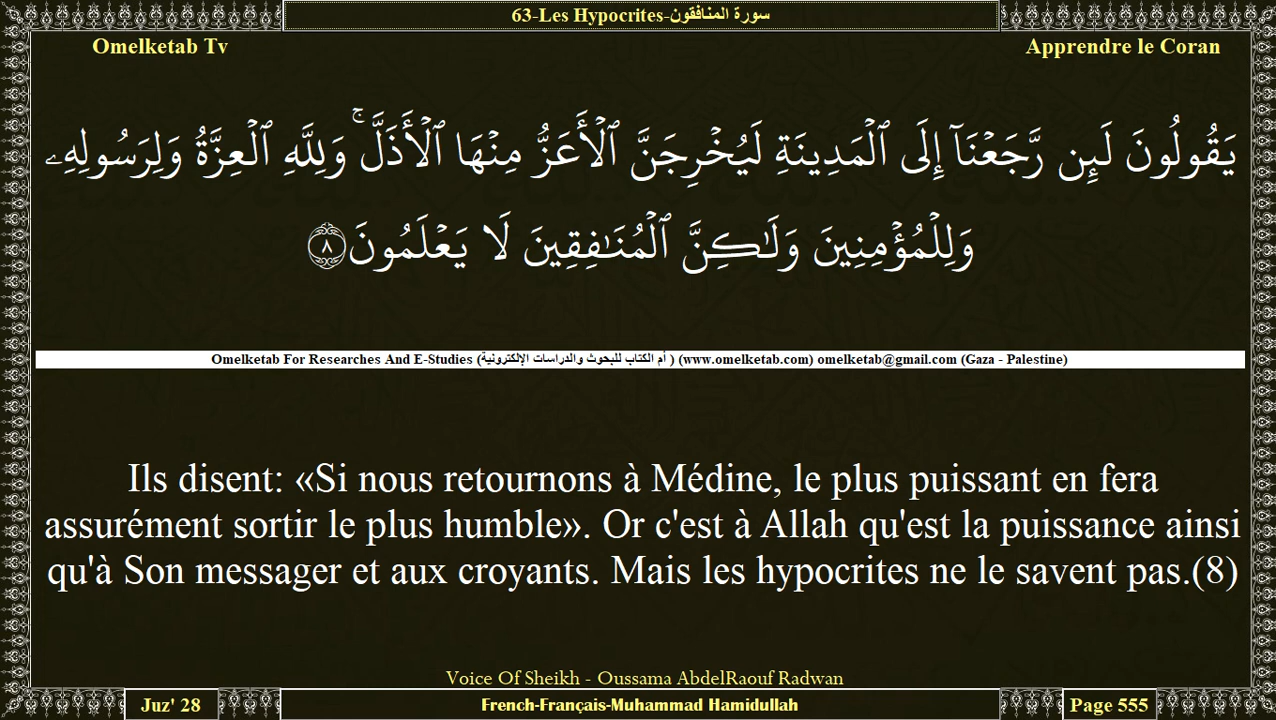 63-Les Hypocrites-سورة المنافقون
Omelketab Tv
Apprendre le Coran
يَقُولُونَ لَئِن رَّجَعْنَآ إِلَى ٱلْمَدِينَةِ لَيُخْرِجَنَّ ٱلْأَعَزُّ مِنْهَا ٱلْأَذَلَّ ۚ وَلِلَّهِ ٱلْعِزَّةُ وَلِرَسُولِهِۦ
وَلِلْمُؤْمِنِينَ وَلَـٰكِنَّ ٱلْمُنَـٰفِقِينَ لَا يَعْلَمُونَ ٨
Omelketab For Researches And E-Studies (أم الكتاب للبحوث والدراسات الإلكترونية ) (www.omelketab.com) omelketab@gmail.com (Gaza - Palestine)
Ils disent: «Si nous retournons à Médine, le plus puissant en fera
assurément sortir le plus humble». Or c'est à Allah qu'est la puissance ainsi
qu'à Son messager et aux croyants. Mais les hypocrites ne le savent pas.(8)
Voice Of Sheikh - Oussama AbdelRaouf Radwan
Juz' 28
French-Français-Muhammad Hamidullah
Page 555